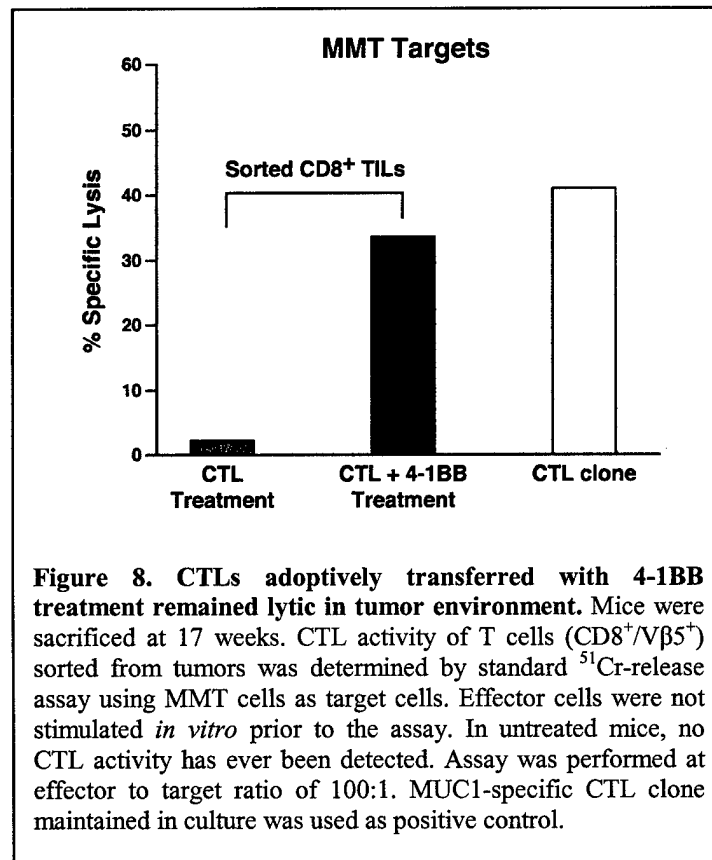 MMT Targets
60
50
40
30
20
10
0
% Specific Lysis
Sorted CD8+ TILs
CTL Treatment
CTL + 4-1BB Treatment
CTL clone
Figure 8. CTLs adoptively transferred with 4-1BB
treatment remained lytic in tumor environment. Mice were
sacrificed at 17 weeks. CTL activity of T cells (CD8+/Vβ5+)
sorted from tumors was determined by standard 51Cr-release
assay using MMT cells as target cells. Effector cells were not
stimulated in vitro prior to the assay. In untreated mice, no
CTL activity has ever been detected. Assay was performed at
effector to target ratio of 100:1. MUC1-specific CTL clone
maintained in culture was used as positive control.